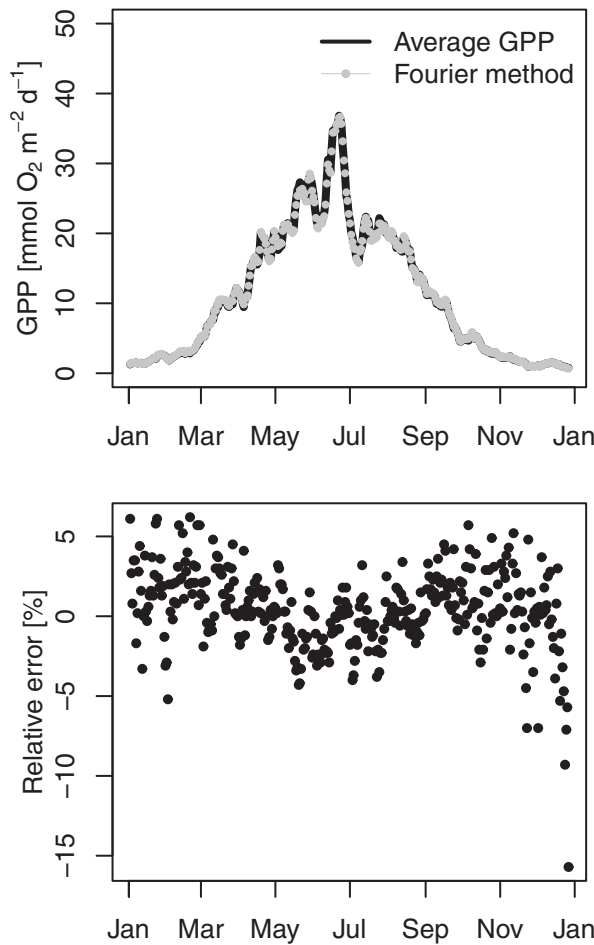 50
40
30
20
10
0
GPP [mmol O₂ m⁻² d⁻¹]
Average GPP
Fourier method
Jan Mar May Jul Sep Nov Jan
5
0
−5
−10
−15
Relative error [%]
Jan Mar May Jul Sep Nov Jan